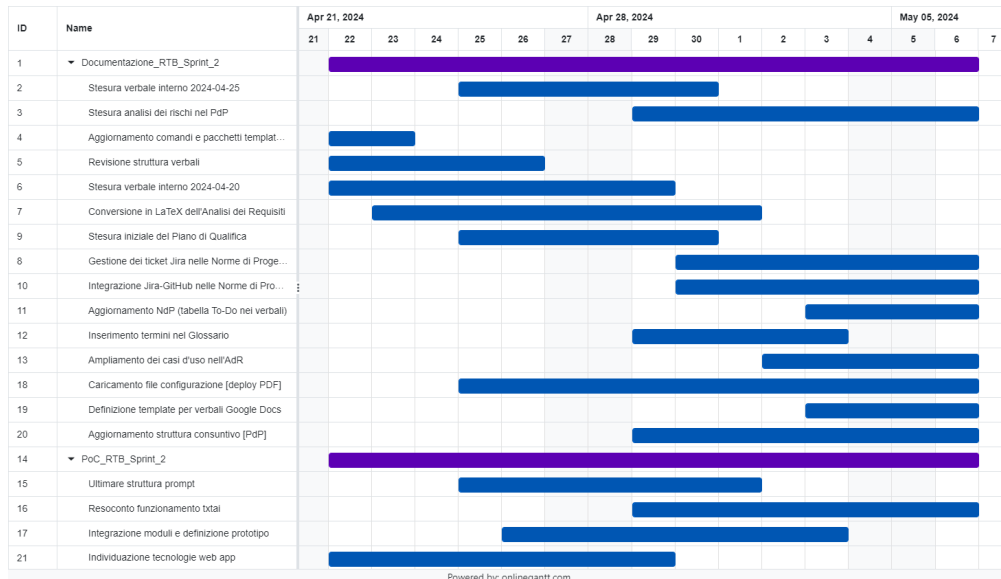 ID Name Apr 21, 2024 Apr 28, 2024 May 05, 2024
21 22 23 24 25 26 27 28 29 30 1 2 3 4 5 6 7
1 Documentazione_RTB_Sprint_2
2 Stesura verbale interno 2024-04-25
3 Stesura analisi dei rischi nel PdP
4 Aggiornamento comandi e pacchetti templat...
5 Revisione struttura verbali
6 Stesura verbale interno 2024-04-20
7 Conversione in LaTeX dell'Analisi dei Requisiti
9 Stesura iniziale del Piano di Qualifica
8 Gestione dei ticket Jira nelle Norme di Proge...
10 Integrazione Jira-GitHub nelle Norme di Pro...
11 Aggiornamento NdP (tabella To-Do nei verbali)
12 Inserimento termini nel Glossario
13 Ampliamento dei casi d'uso nell'AdR
18 Caricamento file configurazione [deploy PDF]
19 Definizione template per verbali Google Docs
20 Aggiornamento struttura consuntivo [PdP]
14 PoC_RTB_Sprint_2
15 Ultimare struttura prompt
16 Resoconto funzionamento txtai
17 Integrazione moduli e definizione prototipo
21 Individuazione tecnologie web app
Powered by: onlinegantt.com